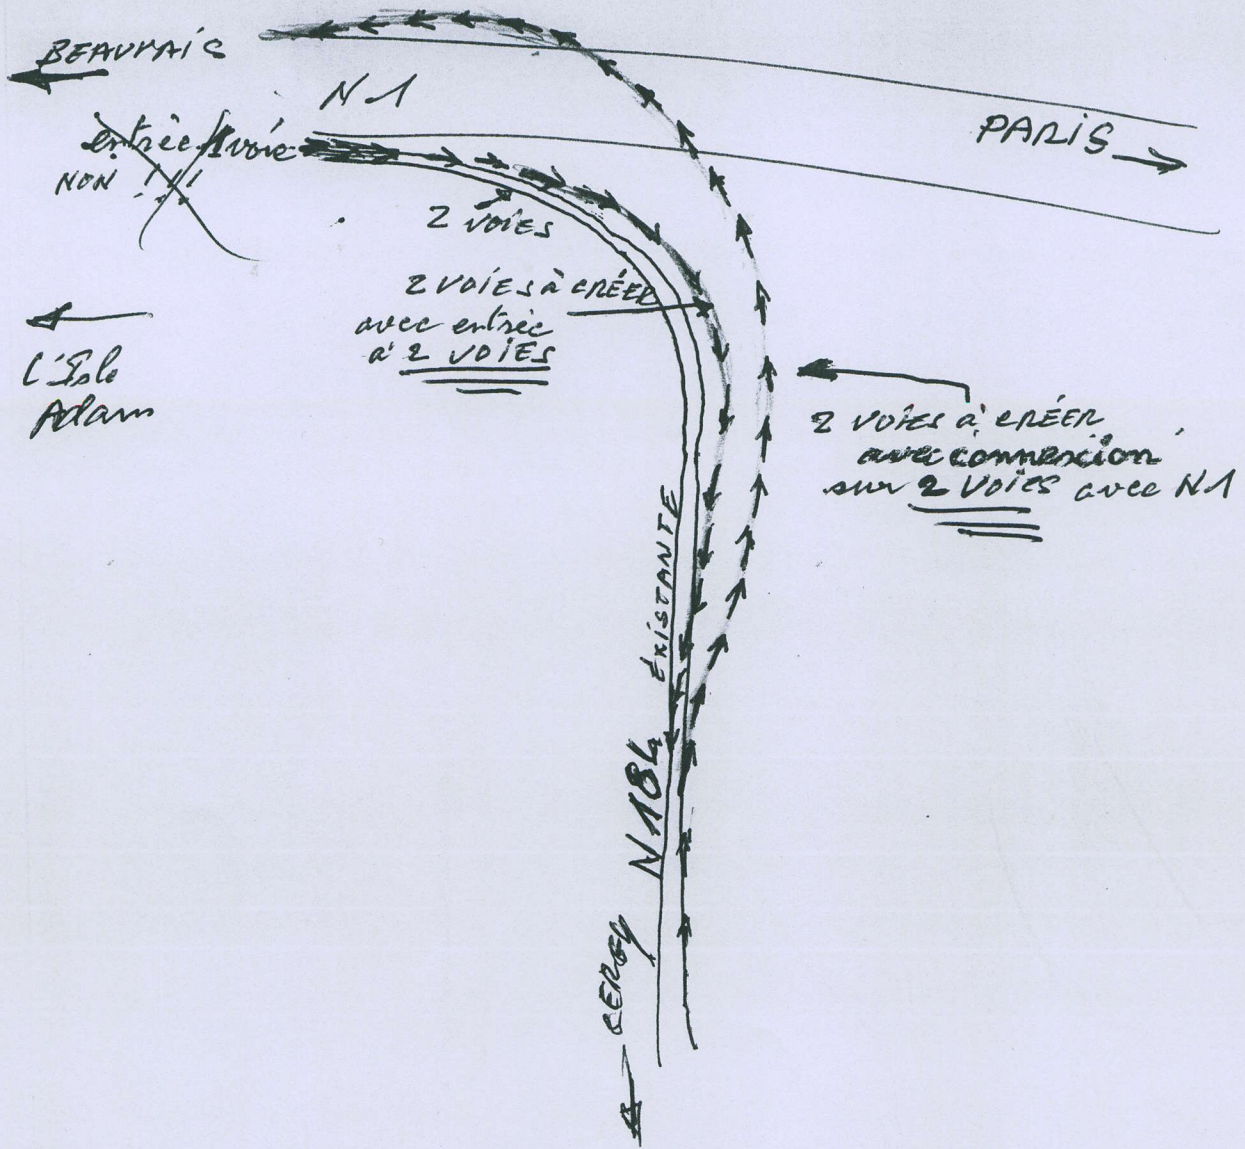 BEAUVAIS
N1
PARIS
entrée 1 voie
NON !!!
2 VOIES
2 VOIES à CRÉER
avec entrée
à 2 VOIES
L'Isle
Adam
2 VOIES à CRÉER
avec connexion
sur 2 VOIES avec N1
N184 EXISTANTE
CERGY